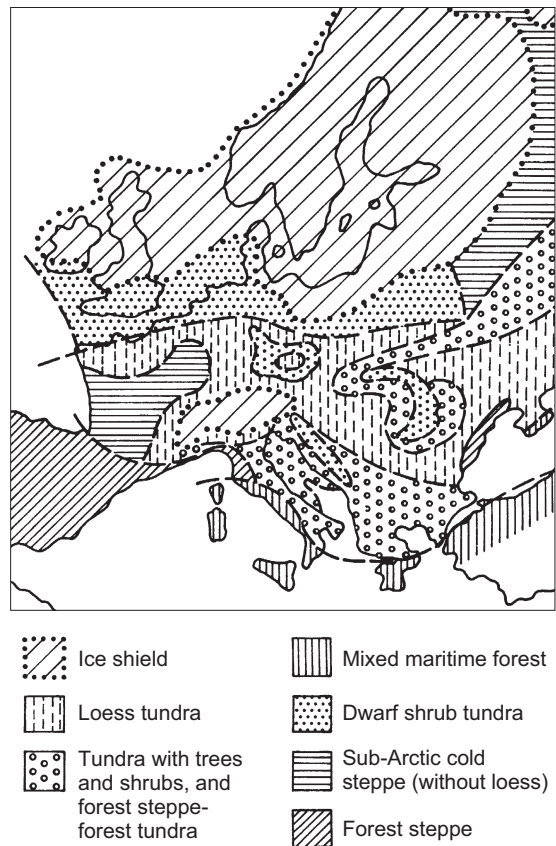 Ice shield
Loess tundra
Tundra with trees
and shrubs, and
forest steppe-
forest tundra
Mixed maritime forest
Dwarf shrub tundra
Sub-Arctic cold
steppe (without loess)
Forest steppe